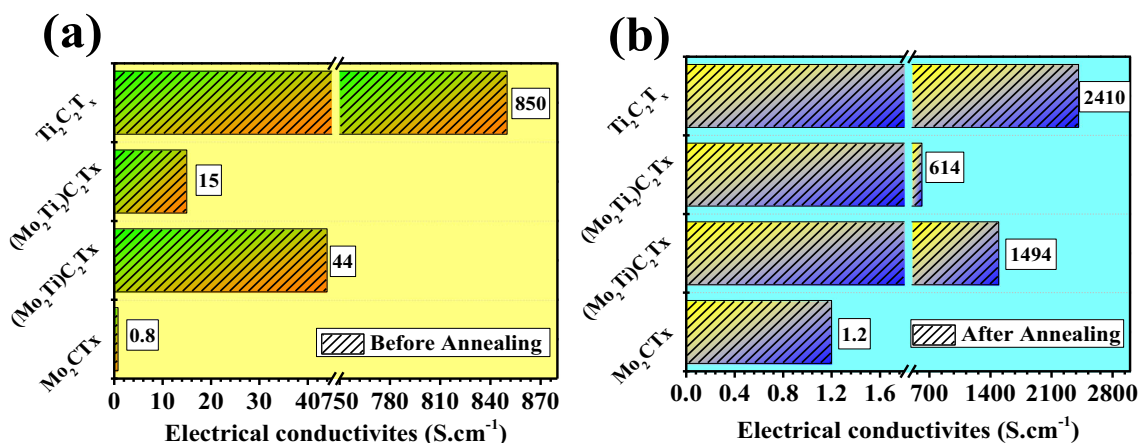 (a)
Ti₂C₂Tₓ
850
(Mo₂Ti₂)C₂Tx
15
(Mo₂Ti)C₂Tx
44
Mo₂CTx
0.8
Before Annealing
0 10 20 30 40 750 780 810 840 870
Electrical conductivites (S.cm⁻¹)
(b)
Ti₂C₂Tₓ
2410
(Mo₂Ti₂)C₂Tx
614
(Mo₂Ti)C₂Tx
1494
Mo₂CTx
1.2
After Annealing
0.0 0.4 0.8 1.2 1.6 700 1400 2100 2800
Electrical conductivites (S.cm⁻¹)